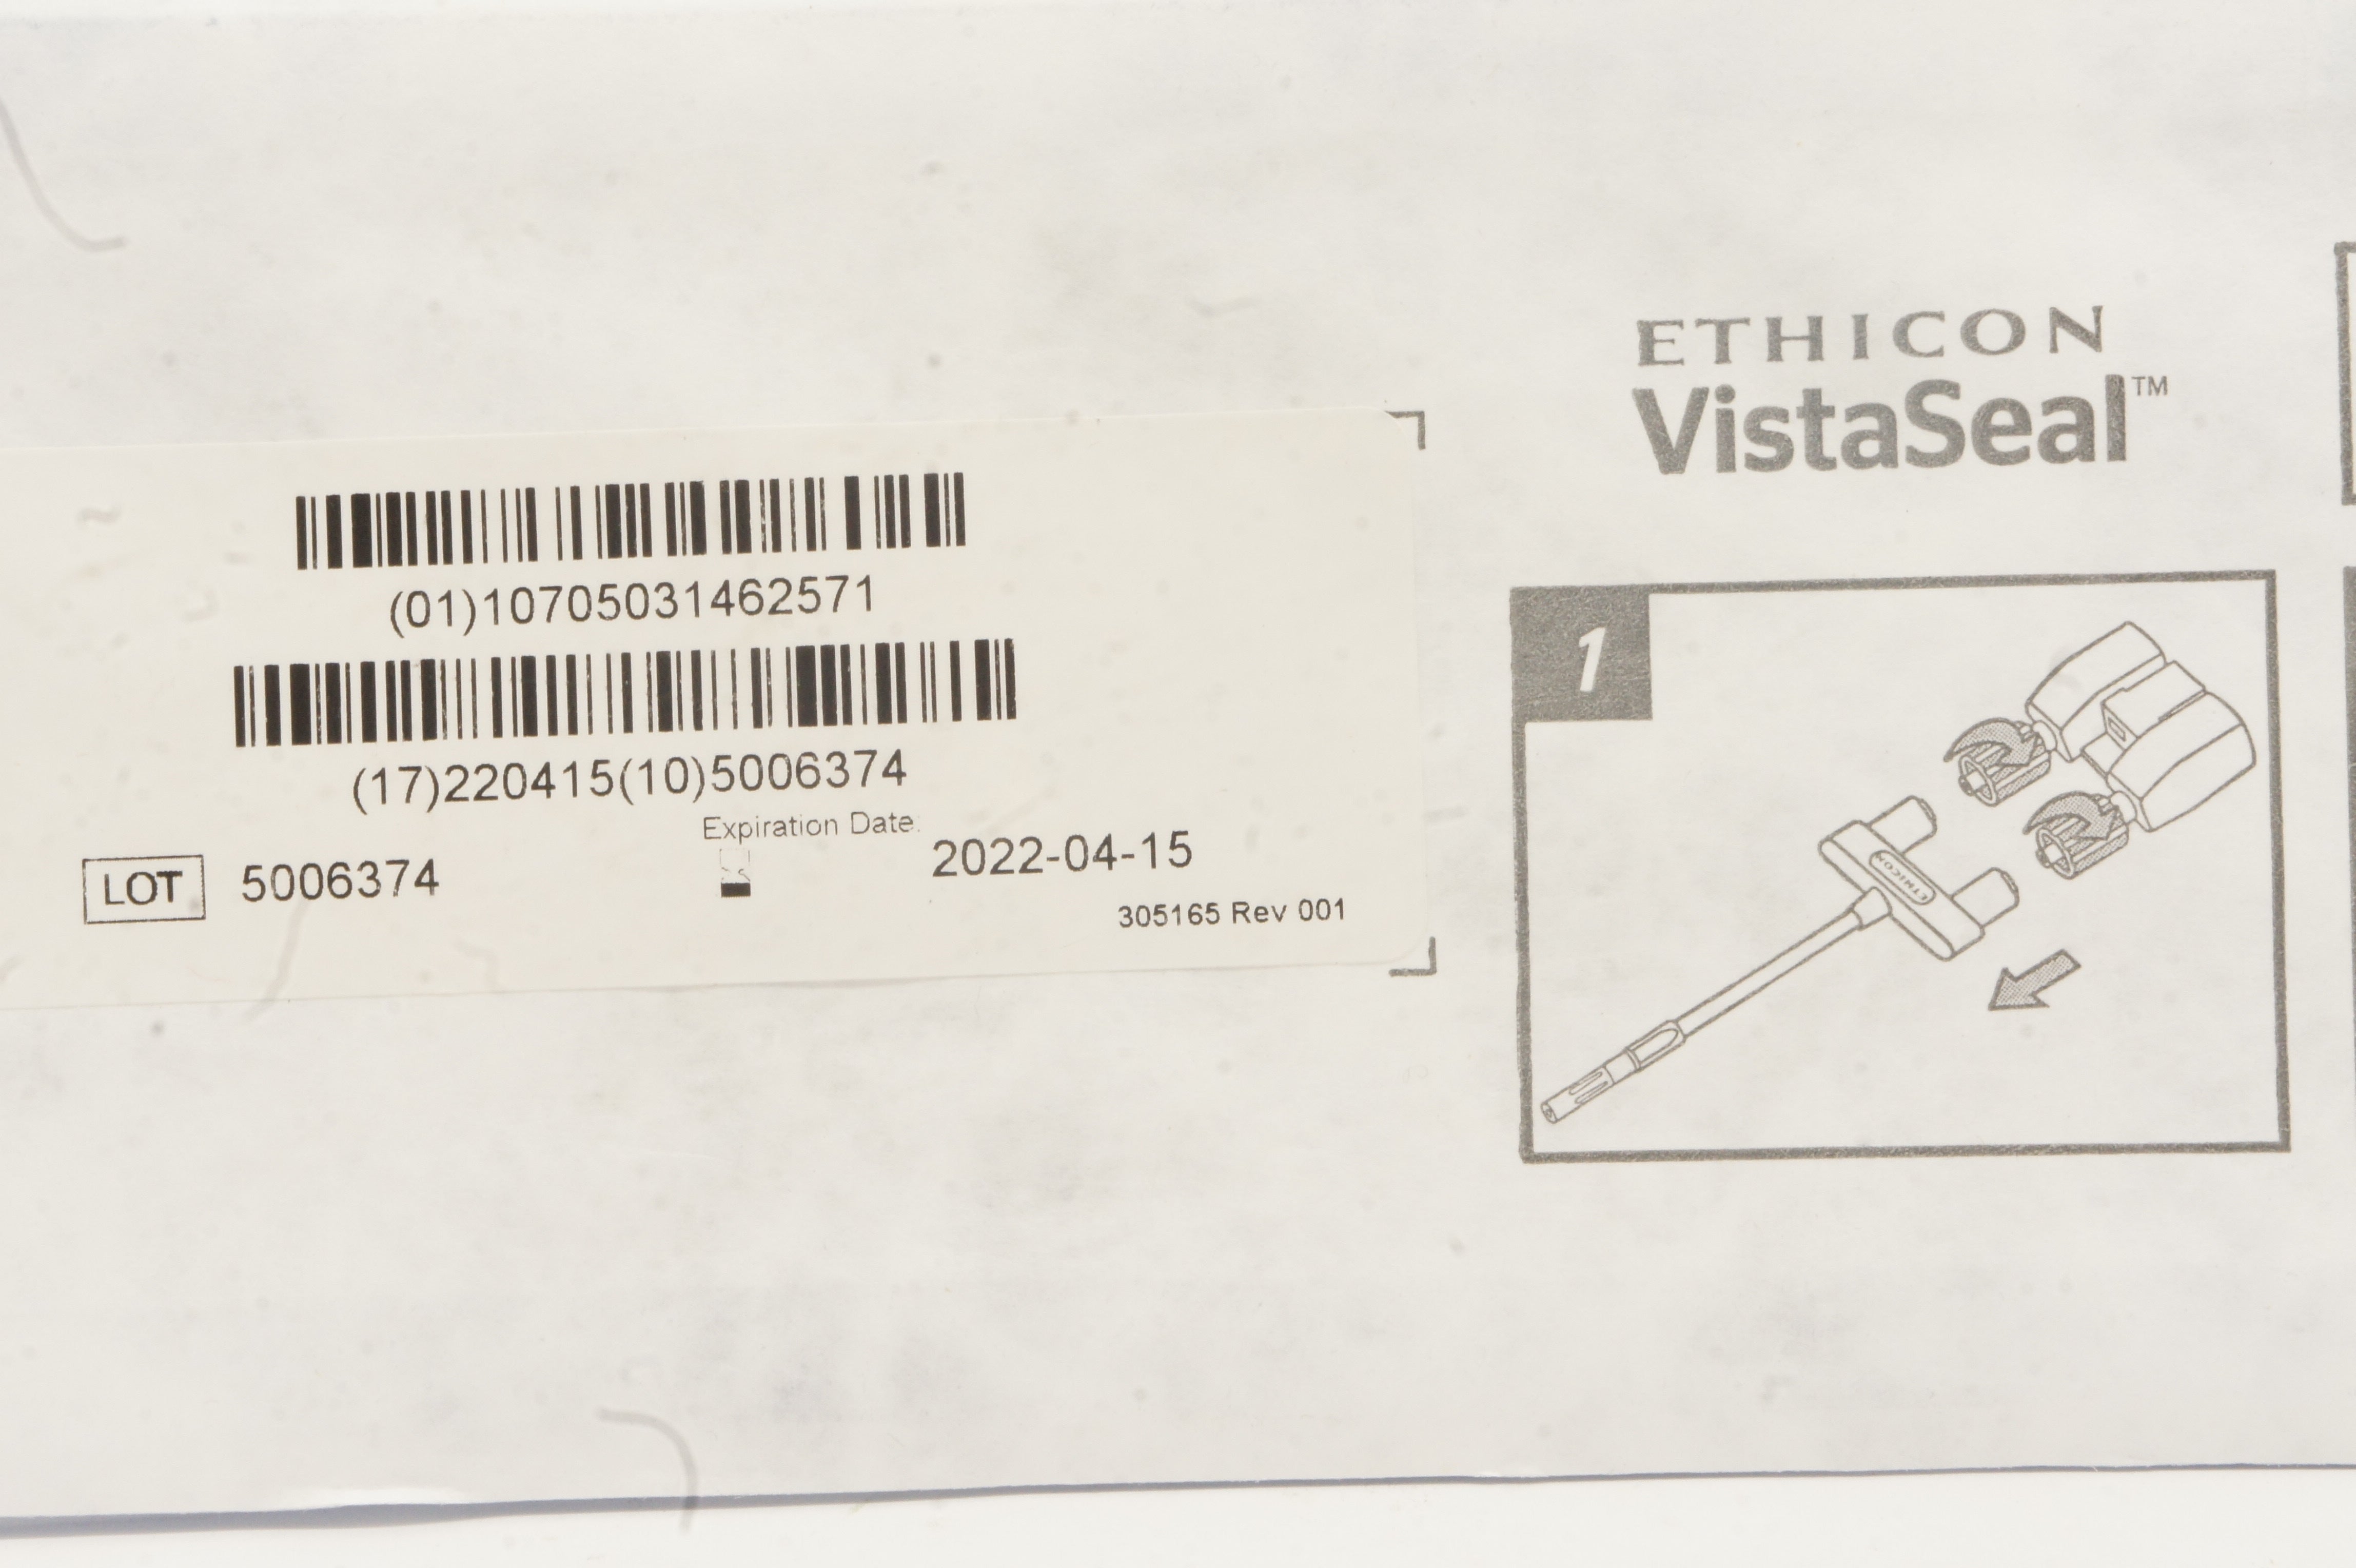 (01)10705031462571
(17)220415(10)5006374
Expiration Date:
LOT 5006374 2022-04-15
305165 Rev 001
ETHICON
VistaSeal™
1
ETHICON